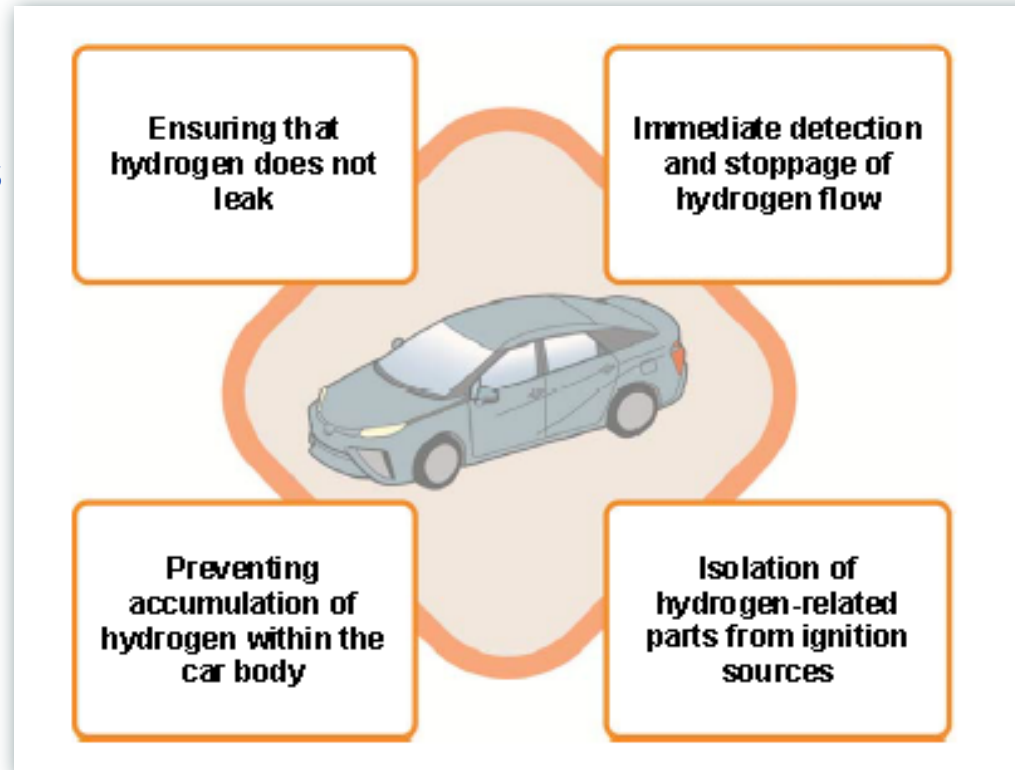 Ensuring that
hydrogen does not
leak
Immediate detection
and stoppage of
hydrogen flow
Preventing
accumulation of
hydrogen within the
car body
Isolation of
hydrogen-related
parts from ignition
sources